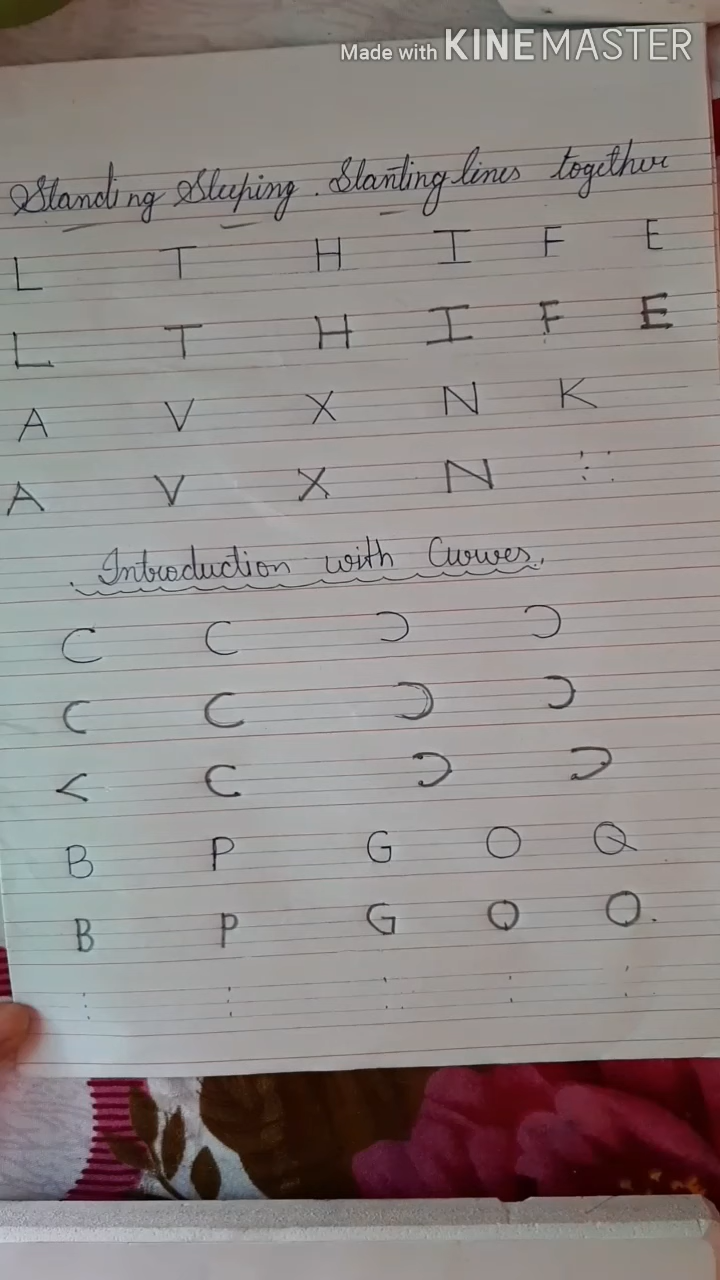 Made with KINEMASTER
Standing Sleeping. Slanting lines together
L T H I F E
L T H I F E
A V X N K
A V X N
Introduction with Curves.
C C Ɔ Ɔ
C C Ɔ Ɔ
< C Ɔ Ɔ
B P G O Q
B P G O O.